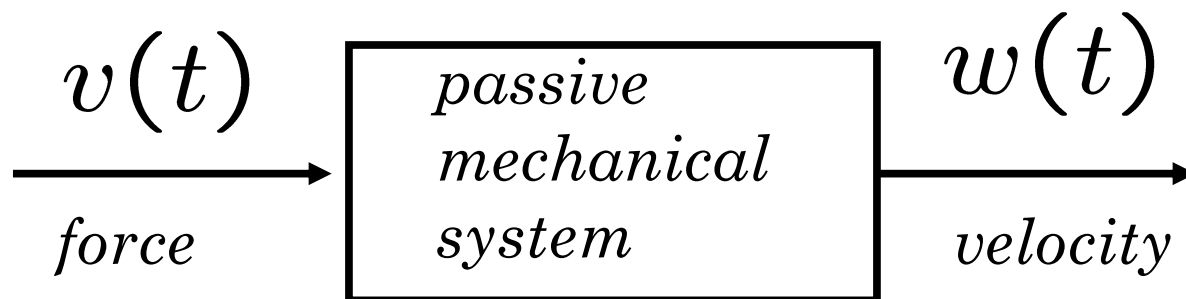 v(t)
w(t)
passive
mechanical
system
force
velocity